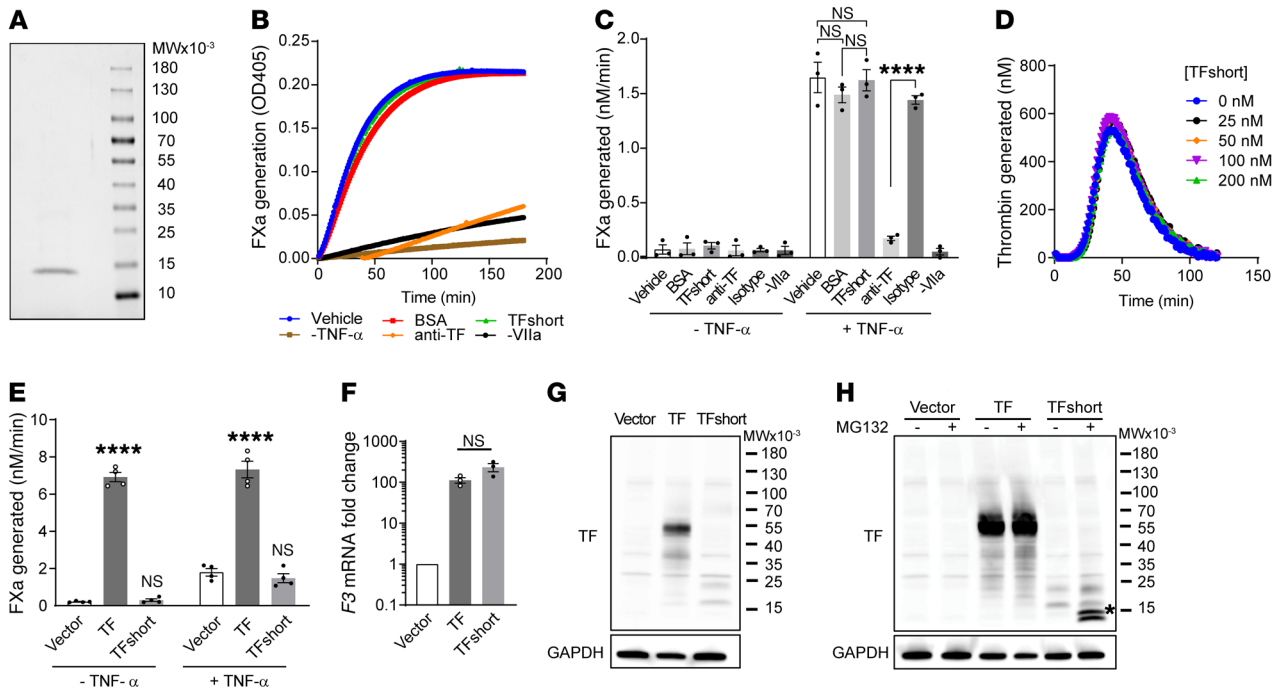 A
MWx10-3
180
130
100
70
55
40
35
25
15
10
B
FXa generation (OD405)
0.25
0.20
0.15
0.10
0.05
0.00
0 50 100 150 200
Time (min)
Vehicle BSA TFshort
-TNF-α anti-TF -VIIa
C
FXa generated (nM/min)
2.0
1.5
1.0
0.5
0.0
NS
NS
NS
****
Vehicle BSA TFshort anti-TF Isotype -VIIa Vehicle BSA TFshort anti-TF Isotype -VIIa
- TNF-α + TNF-α
D
Thrombin generated (nM)
800
600
400
200
0
0 50 100 150
Time (min)
[TFshort]
0 nM
25 nM
50 nM
100 nM
200 nM
E
FXa generated (nM/min)
10
8
6
4
2
0
****
NS
****
NS
Vector TF TFshort Vector TF TFshort
- TNF- α + TNF-α
F
F3 mRNA fold change
1000
100
10
1
0.1
NS
Vector TF TFshort
G
Vector TF TFshort
MWx10-3
180
130
100
70
55
40
35
25
15
TF
GAPDH
H
Vector TF TFshort
MG132 - + - + - +
MWx10-3
180
130
100
70
55
40
35
25
15
*
TF
GAPDH